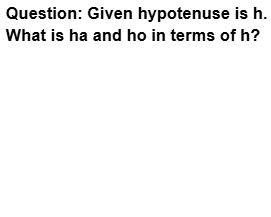 Question: Given hypotenuse is h.
What is ha and ho in terms of h?